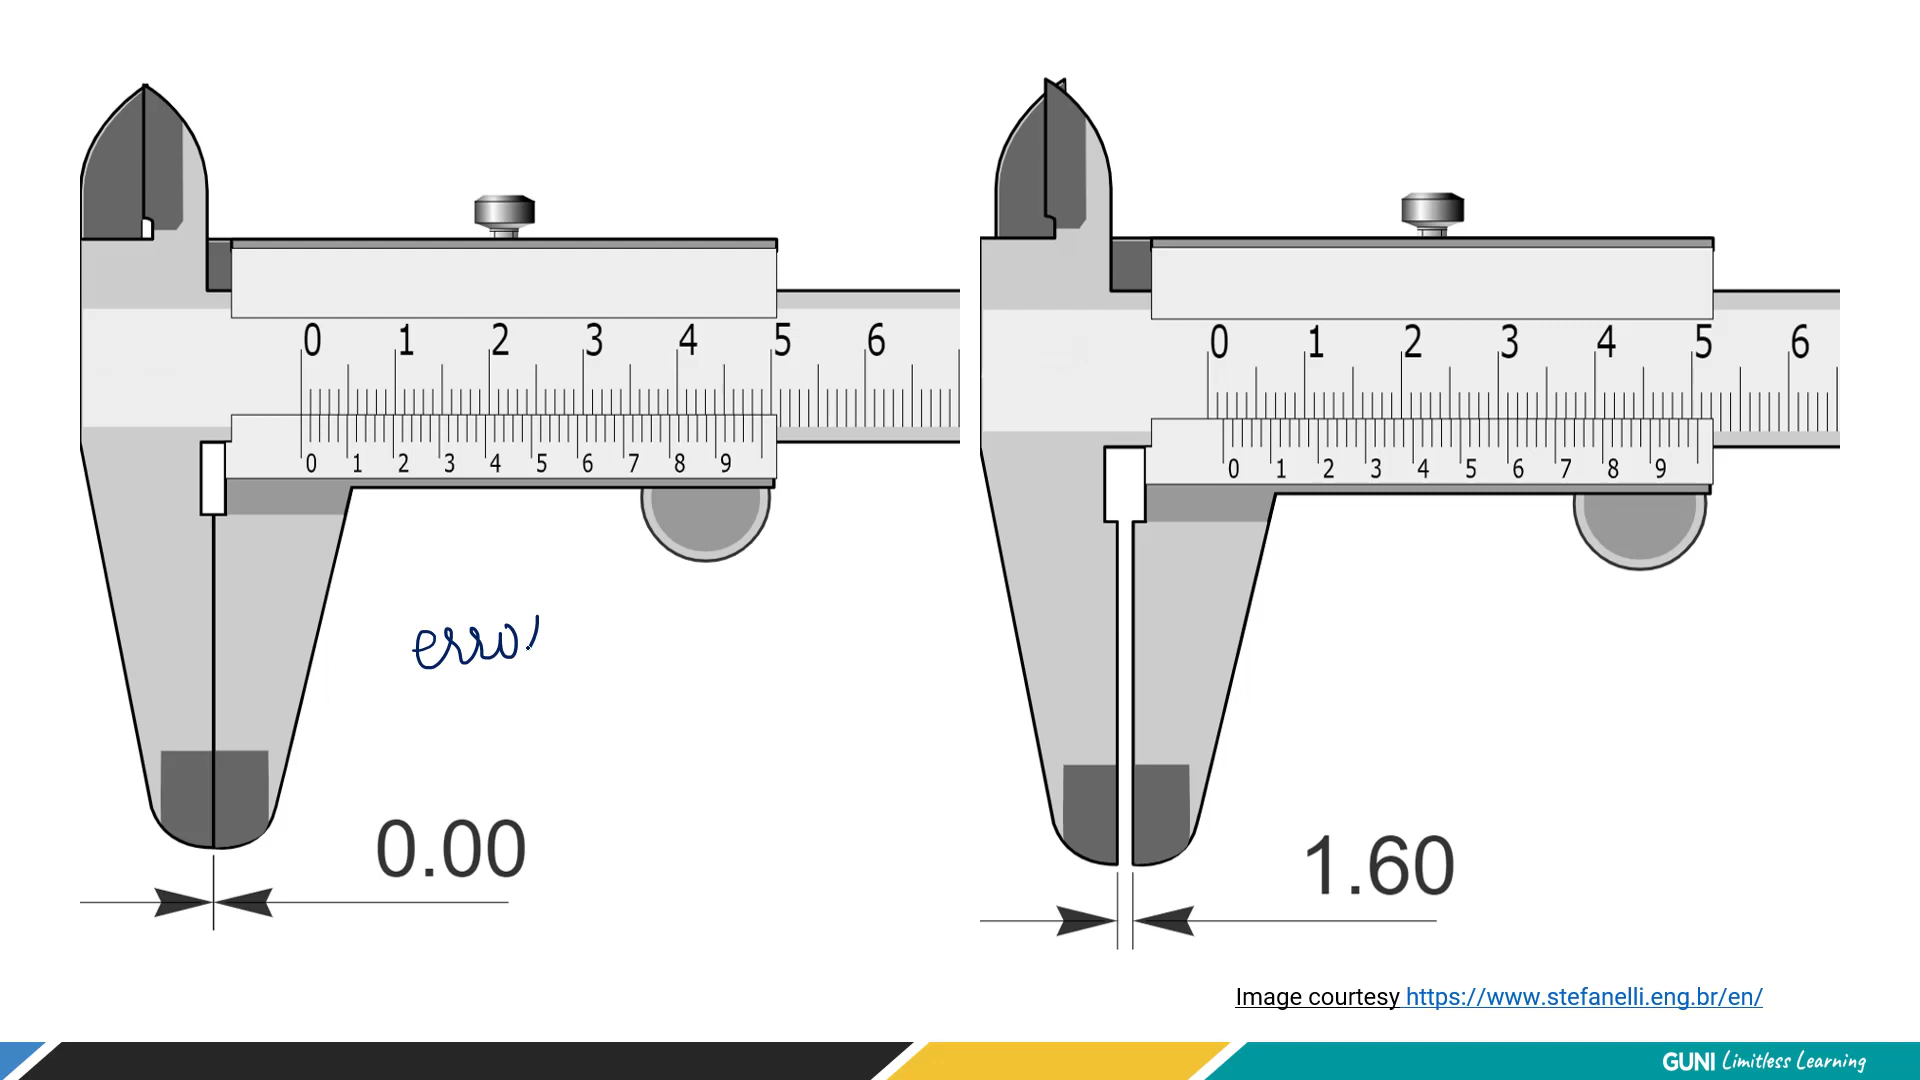 0 1 2 3 4 5 6
0 1 2 3 4 5 6 7 8 9
0.00
0 1 2 3 4 5 6
0 1 2 3 4 5 6 7 8 9
1.60
erro
Image courtesy https://www.stefanelli.eng.br/en/
GUNI Limitless Learning